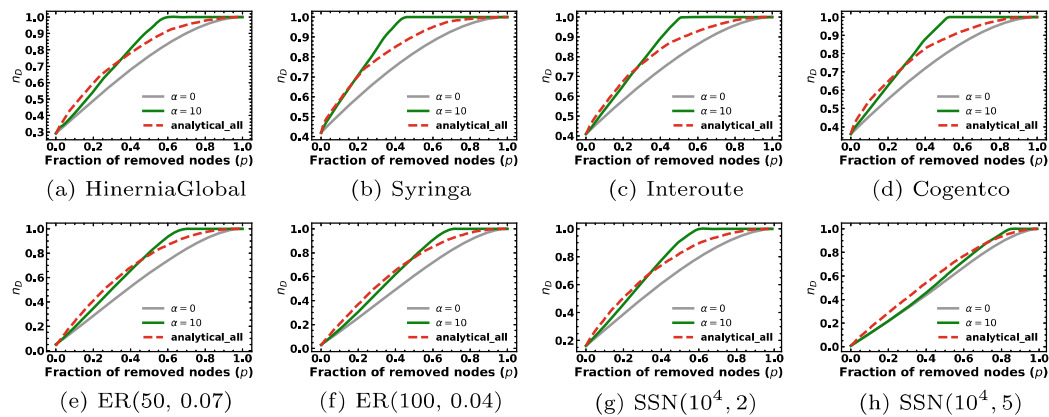 1.0
0.9
0.8
0.7
0.6
0.5
0.4
0.3
n_D
α = 0
α = 10
analytical_all
0.0 0.2 0.4 0.6 0.8 1.0
Fraction of removed nodes (p)
(a) HinerniaGlobal
1.0
0.9
0.8
0.7
0.6
0.5
0.4
n_D
α = 0
α = 10
analytical_all
0.0 0.2 0.4 0.6 0.8 1.0
Fraction of removed nodes (p)
(b) Syringa
1.0
0.9
0.8
0.7
0.6
0.5
0.4
n_D
α = 0
α = 10
analytical_all
0.0 0.2 0.4 0.6 0.8 1.0
Fraction of removed nodes (p)
(c) Interoute
1.0
0.9
0.8
0.7
0.6
0.5
0.4
n_D
α = 0
α = 10
analytical_all
0.0 0.2 0.4 0.6 0.8 1.0
Fraction of removed nodes (p)
(d) Cogentco
1.0
0.8
0.6
0.4
0.2
0.0
n_D
α = 0
α = 10
analytical_all
0.0 0.2 0.4 0.6 0.8 1.0
Fraction of removed nodes (p)
(e) ER(50, 0.07)
1.0
0.8
0.6
0.4
0.2
0.0
n_D
α = 0
α = 10
analytical_all
0.0 0.2 0.4 0.6 0.8 1.0
Fraction of removed nodes (p)
(f) ER(100, 0.04)
1.0
0.8
0.6
0.4
0.2
n_D
α = 0
α = 10
analytical_all
0.0 0.2 0.4 0.6 0.8 1.0
Fraction of removed nodes (p)
(g) SSN(10⁴, 2)
1.0
0.8
0.6
0.4
0.2
0.0
n_D
α = 0
α = 10
analytical_all
0.0 0.2 0.4 0.6 0.8 1.0
Fraction of removed nodes (p)
(h) SSN(10⁴, 5)